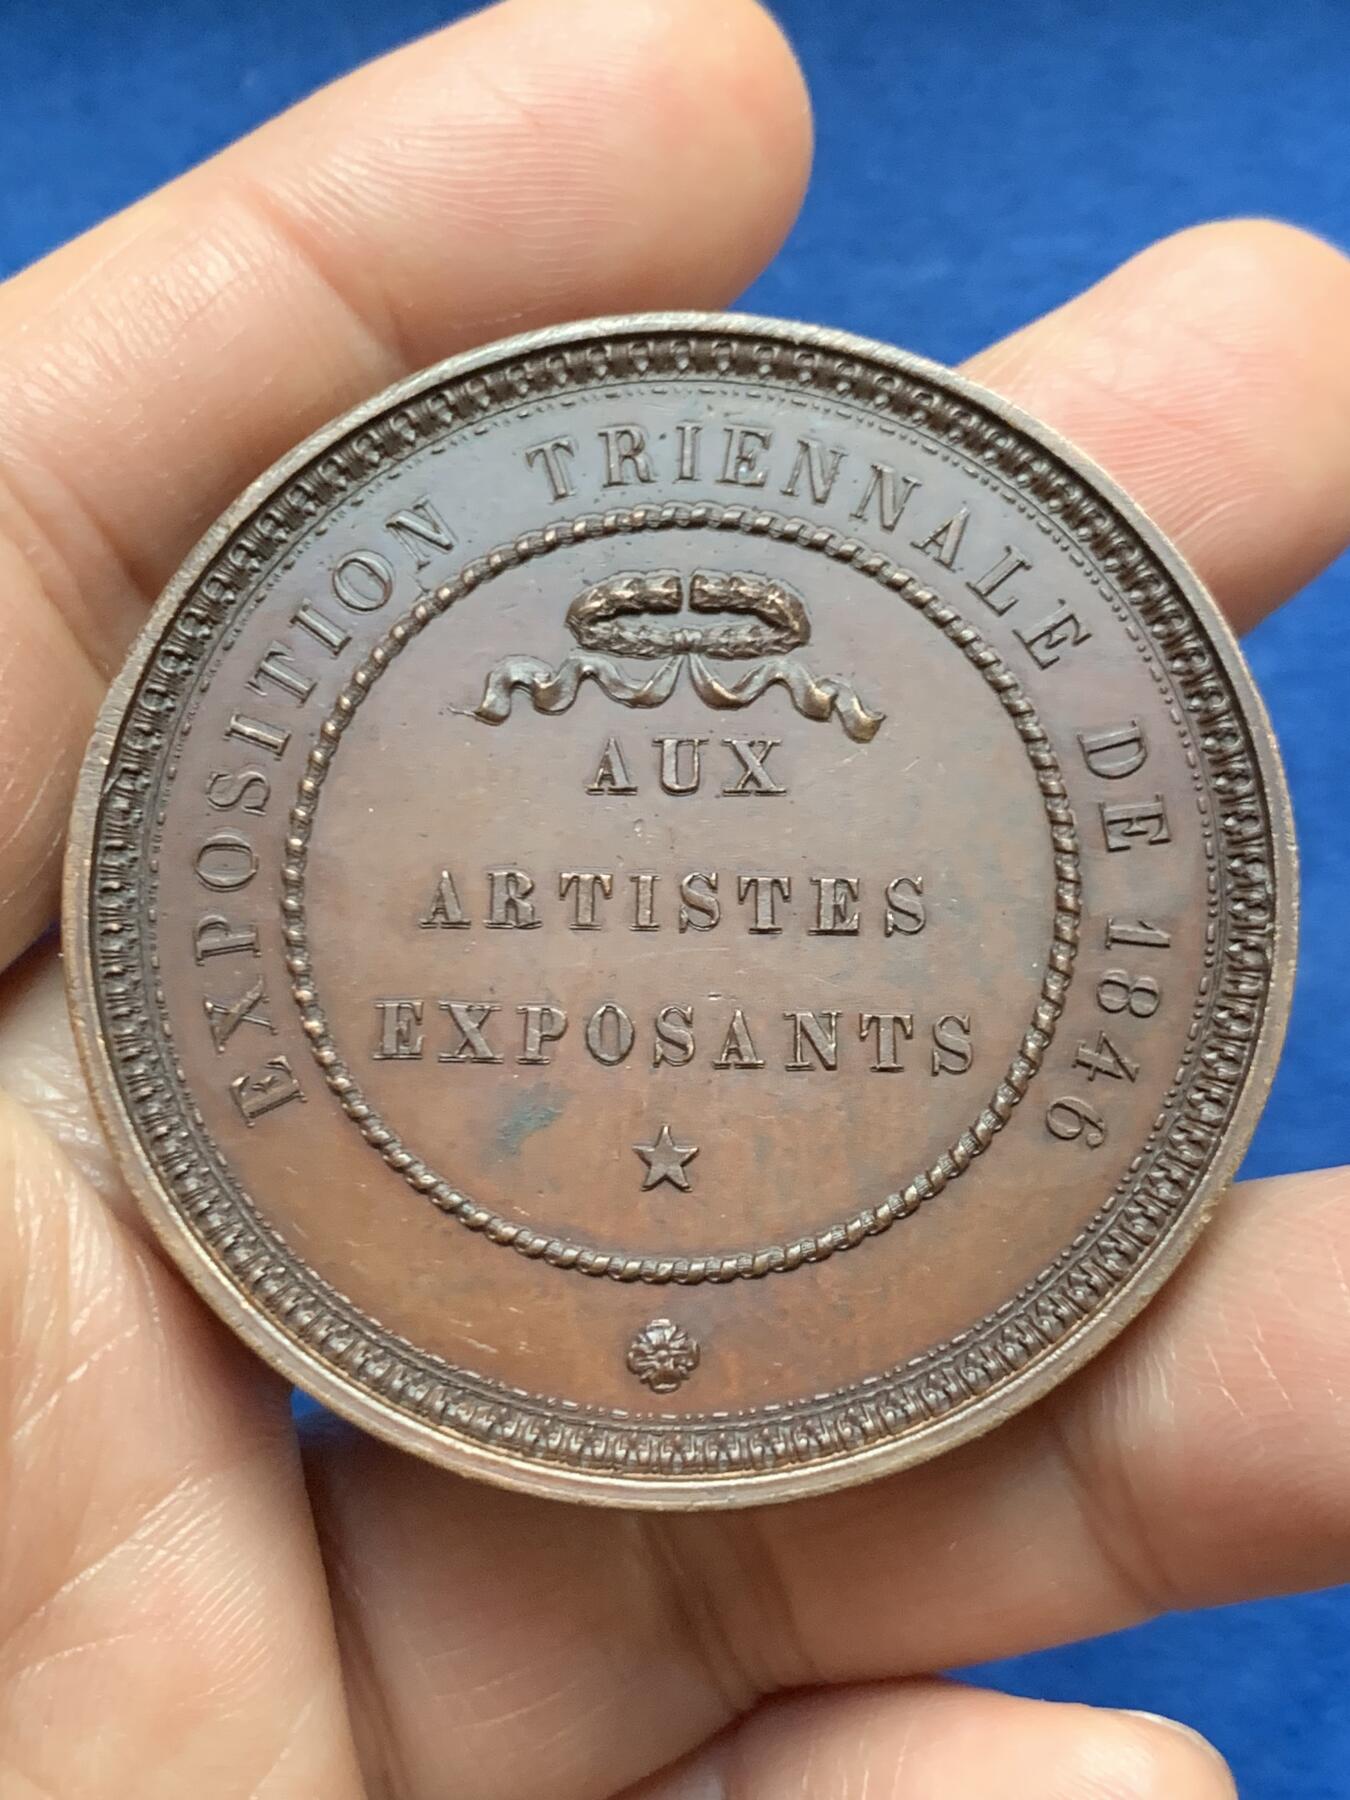 EXPOSITION TRIENNALE DE 1846
AUX
ARTISTES
EXPOSANTS